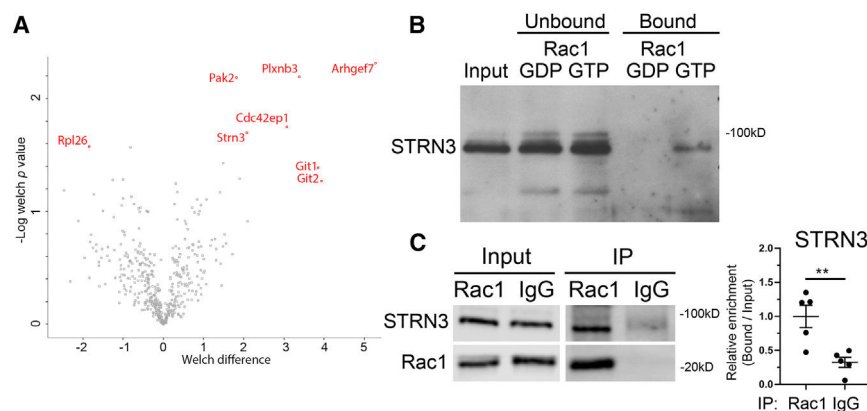 A
-Log welch p value
2
1
0
-2
-1
0
1
2
3
4
5
Welch difference
Rpl26
Pak2
Plxnb3
Arhgef7
Cdc42ep1
Strn3
Git1
Git2
B
Unbound Bound
Rac1 Rac1
Input GDP GTP GDP GTP
STRN3
-100kD
C
Input IP
Rac1 IgG Rac1 IgG
STRN3
-100kD
Rac1
-20kD
STRN3
**
Relative enrichment
(Bound / Input)
2.0
1.5
1.0
0.5
0.0
IP: Rac1 IgG